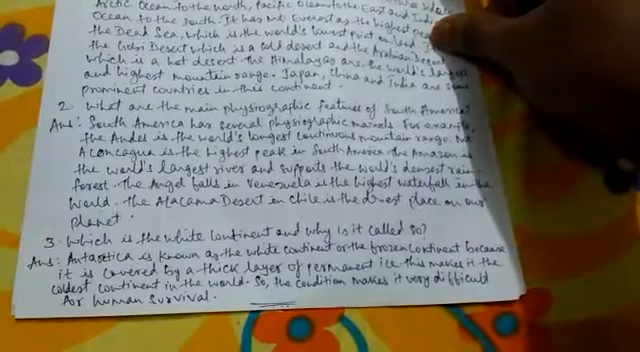 Arctic Ocean to the north, Pacific Ocean to the East and Indian
Ocean to the South. It has Mt Everest as the highest peak
the Dead Sea, which is the world's lowest point on land.
the Gobi Desert which is a cold desert and the Arabian Desert
which is a hot desert. the Himalayas are the world's largest
and highest mountain range. Japan, China and India are some
prominent countries in this continent.
2. What are the main physiographic features of South America?
Ans: South America has several physiographic marvels. For example,
the Andes is the world's longest continuous mountain range. Mt
Aconcagua is the highest peak in South America. the Amazon is
the world's largest river and supports the world's densest rain-
forest. the Angel falls in Venezuela is the highest waterfall in the
world. the Atacama Desert in Chile is the driest place on our
planet.
3. Which is the white continent and why is it called so?
Ans: Antarctica is known as the white continent or the frozen continent because
it is covered by a thick layer of permanent ice. this makes it the
coldest continent in the world. So, the condition makes it very difficult
for human survival.